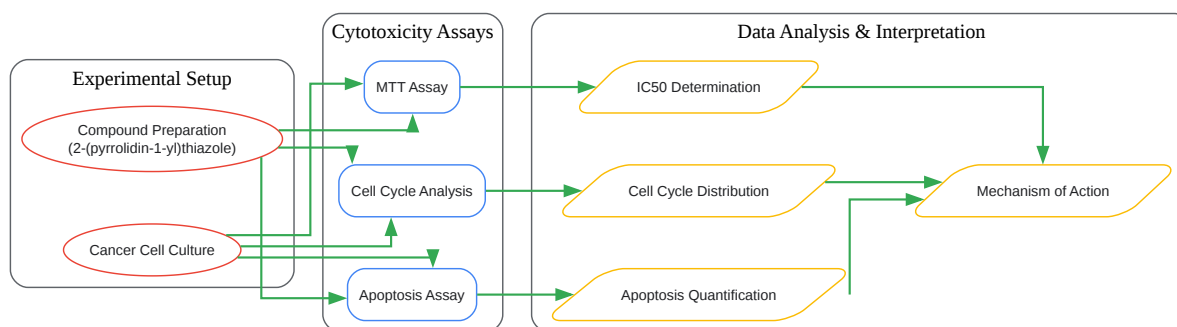 Experimental Setup
Compound Preparation
(2-(pyrrolidin-1-yl)thiazole)
Cancer Cell Culture
Cytotoxicity Assays
MTT Assay
Cell Cycle Analysis
Apoptosis Assay
Data Analysis & Interpretation
IC50 Determination
Cell Cycle Distribution
Mechanism of Action
Apoptosis Quantification